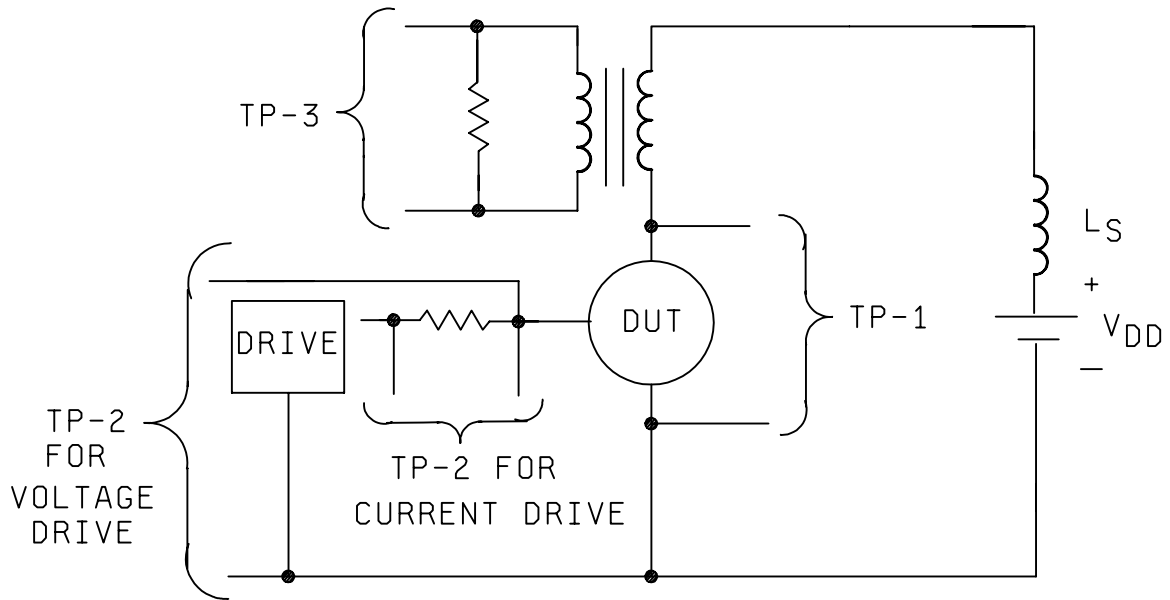 TP-3
L_S
+
V_DD
—
DUT
TP-1
DRIVE
TP-2
FOR
VOLTAGE
DRIVE
TP-2 FOR
CURRENT DRIVE